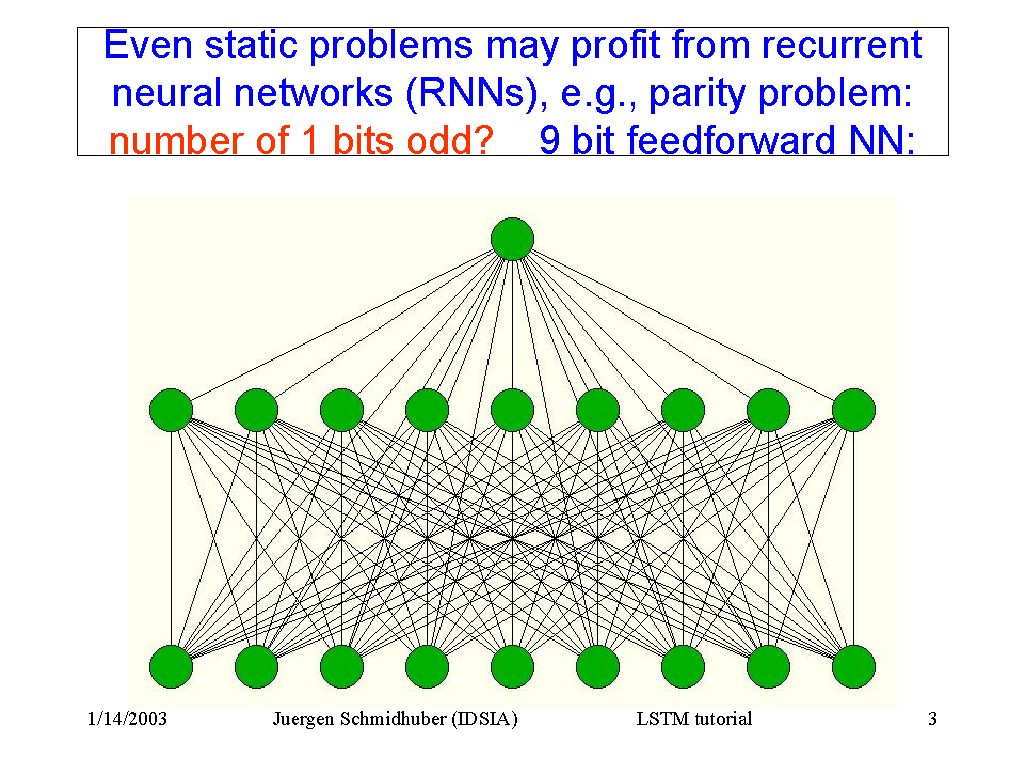 Even static problems may profit from recurrent
neural networks (RNNs), e.g., parity problem:
number of 1 bits odd? 9 bit feedforward NN:
1/14/2003 Juergen Schmidhuber (IDSIA) LSTM tutorial 3